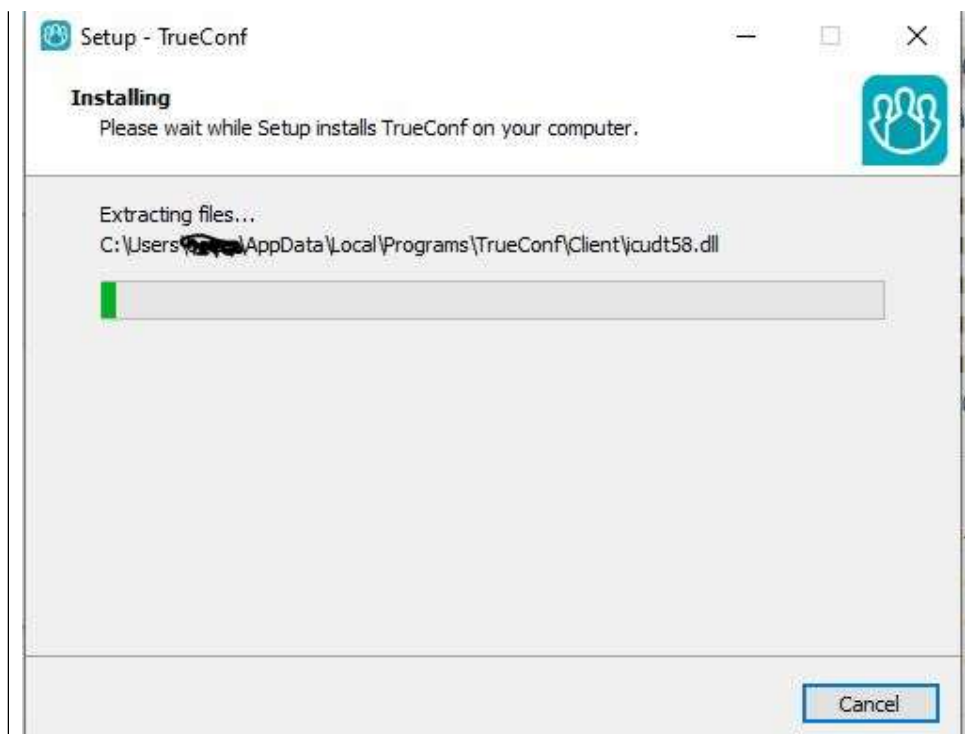 Setup - TrueConf
Installing
Please wait while Setup installs TrueConf on your computer.
Extracting files...
C:\Users\ \AppData\Local\Programs\TrueConf\Client\icudt58.dll
Cancel